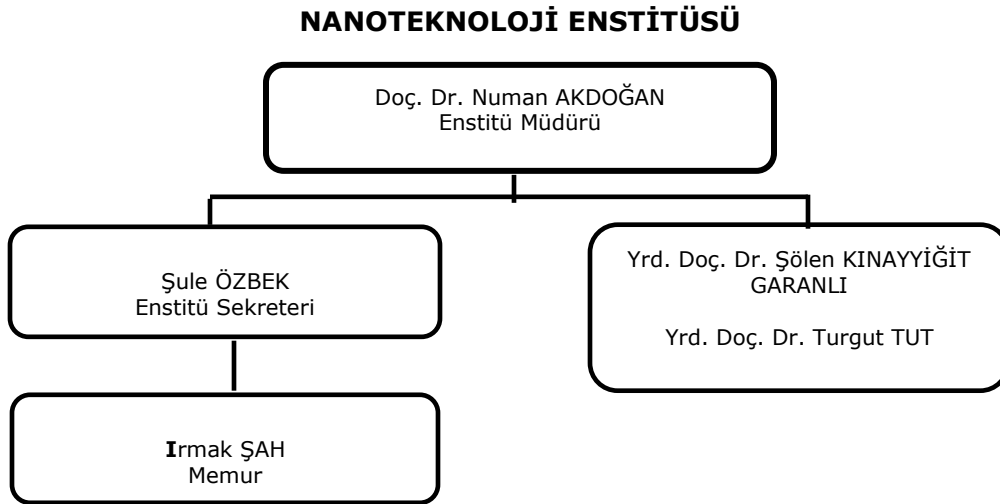 NANOTEKNOLOJİ ENSTİTÜSÜ
Doç. Dr. Numan AKDOĞAN
Enstitü Müdürü
Şule ÖZBEK
Enstitü Sekreteri
Yrd. Doç. Dr. Şölen KINAYYİĞİT
GARANLI
Yrd. Doç. Dr. Turgut TUT
Irmak ŞAH
Memur